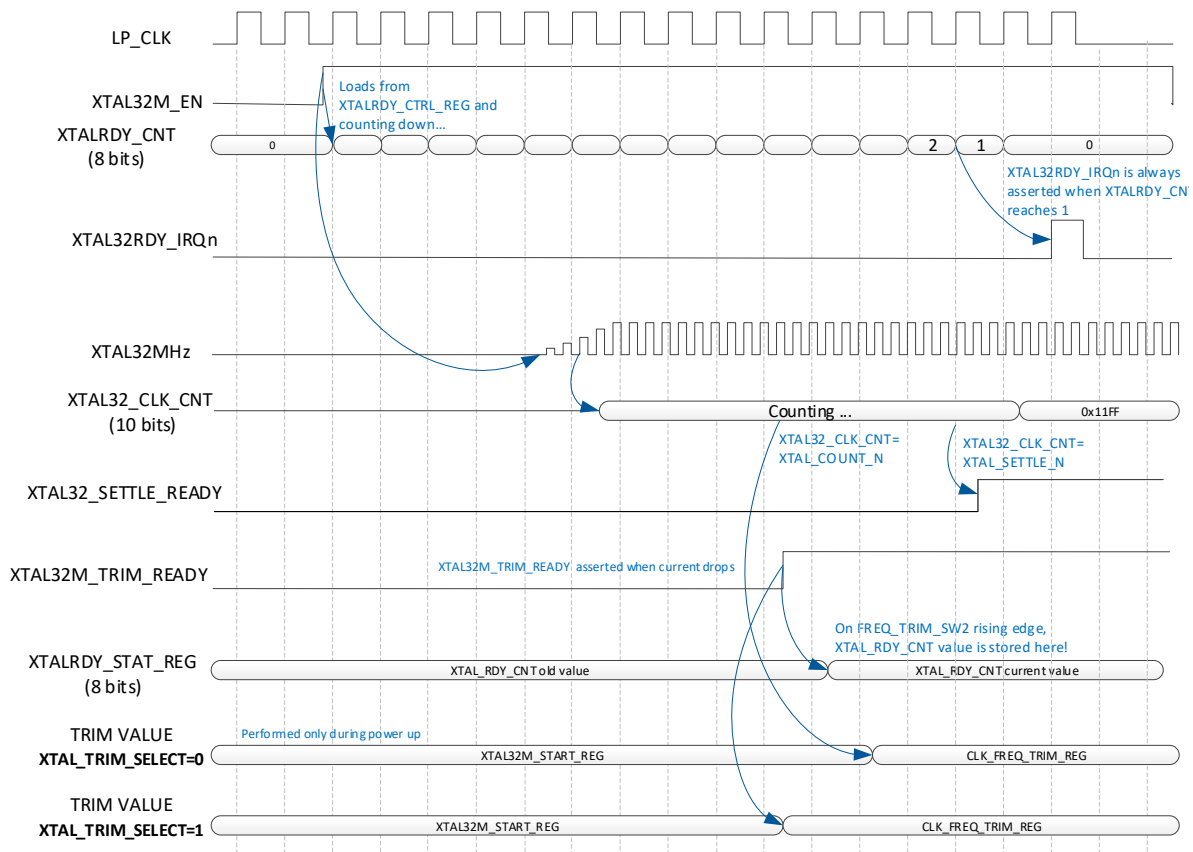 LP_CLK
XTAL32M_EN
Loads from
XTALRDY_CTRL_REG and
counting down...
XTALRDY_CNT
(8 bits)
0
2
1
0
XTAL32RDY_IRQn is always
asserted when XTALRDY_CNT
reaches 1
XTAL32RDY_IRQn
XTAL32MHz
XTAL32_CLK_CNT
(10 bits)
Counting ...
0x11FF
XTAL32_CLK_CNT=
XTAL_COUNT_N
XTAL32_CLK_CNT=
XTAL_SETTLE_N
XTAL32_SETTLE_READY
XTAL32M_TRIM_READY
XTAL32M_TRIM_READY asserted when current drops
On FREQ_TRIM_SW2 rising edge,
XTAL_RDY_CNT value is stored here!
XTALRDY_STAT_REG
(8 bits)
XTAL_RDY_CNT old value
XTAL_RDY_CNT current value
TRIM VALUE
XTAL_TRIM_SELECT=0
Performed only during power up
XTAL32M_START_REG
CLK_FREQ_TRIM_REG
TRIM VALUE
XTAL_TRIM_SELECT=1
XTAL32M_START_REG
CLK_FREQ_TRIM_REG